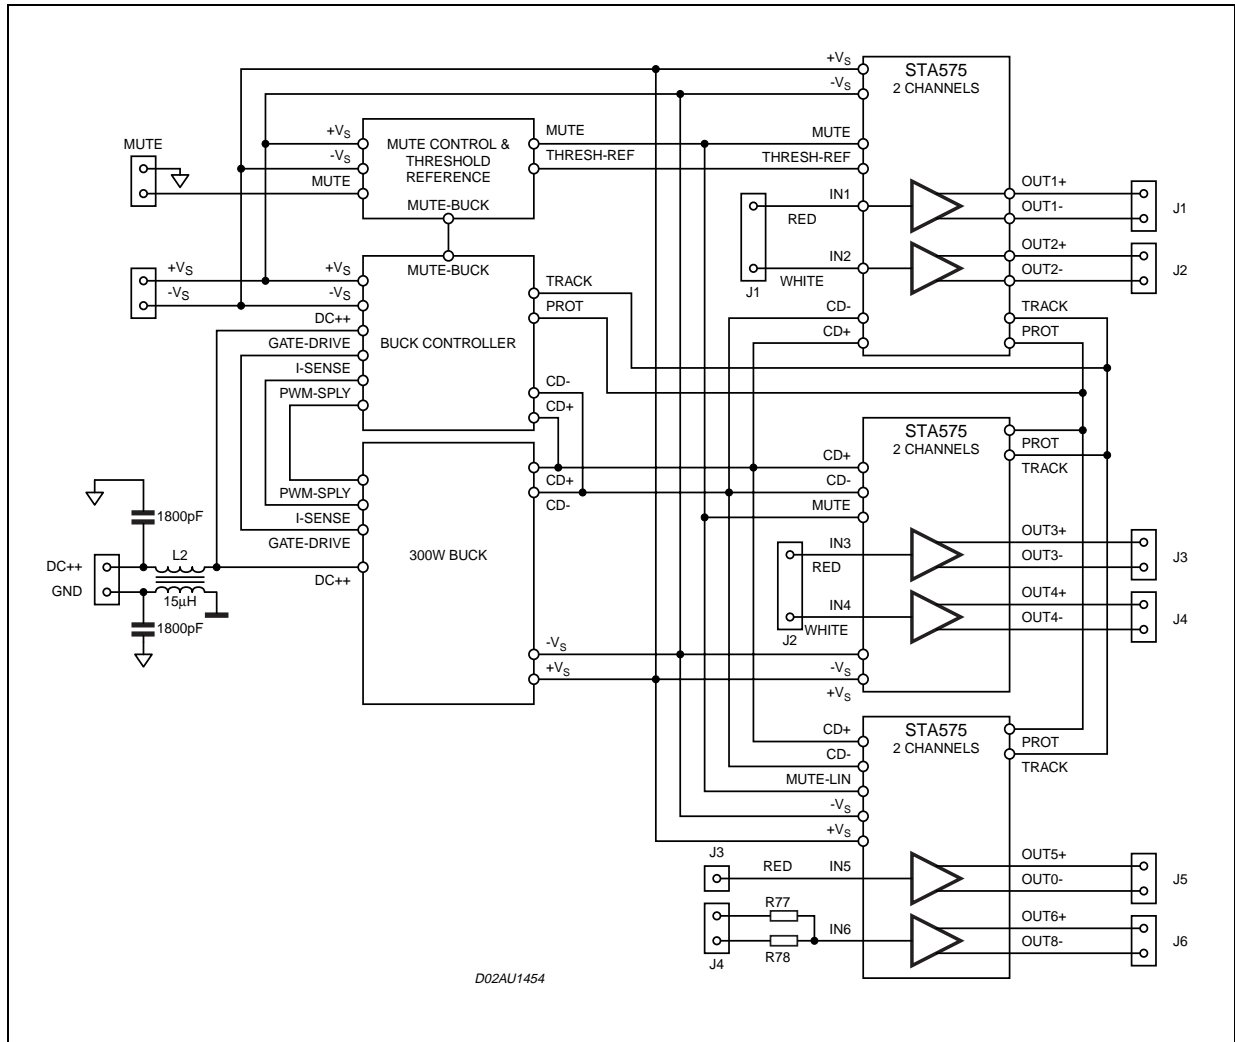 +VS
-VS
STA575
2 CHANNELS
MUTE
+VS
-VS
MUTE
MUTE CONTROL &
THRESHOLD
REFERENCE
MUTE-BUCK
MUTE
THRESH-REF
MUTE
THRESH-REF
IN1
RED
IN2
WHITE
J1
OUT1+
OUT1-
J1
OUT2+
OUT2-
J2
CD-
CD+
TRACK
PROT
+VS
-VS
+VS
-VS
DC++
GATE-DRIVE
I-SENSE
PWM-SPLY
MUTE-BUCK
BUCK CONTROLLER
TRACK
PROT
CD-
CD+
STA575
2 CHANNELS
CD+
CD-
MUTE
PROT
TRACK
IN3
RED
IN4
WHITE
J2
OUT3+
OUT3-
J3
OUT4+
OUT4-
J4
-VS
+VS
CD+
CD-
PWM-SPLY
I-SENSE
GATE-DRIVE
DC++
300W BUCK
-VS
+VS
1800pF
L2
DC++
GND
15µH
1800pF
STA575
2 CHANNELS
CD+
CD-
MUTE-LIN
-VS
+VS
PROT
TRACK
J3
RED
IN5
OUT5+
OUT0-
J5
R77
IN6
R78
J4
OUT6+
OUT8-
J6
D02AU1454